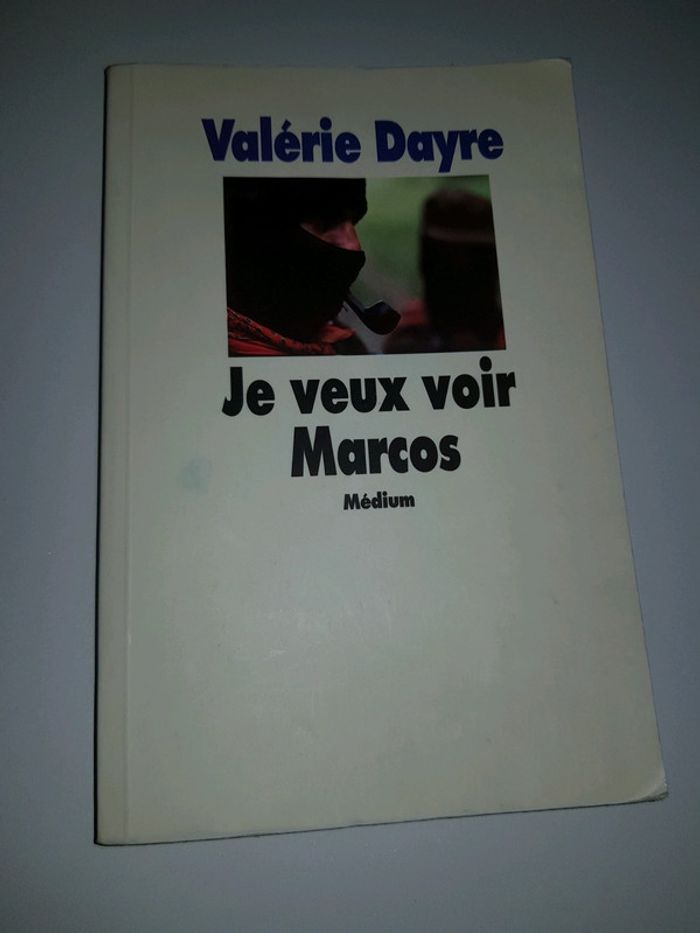 Valérie Dayre
Je veux voir
Marcos
Médium